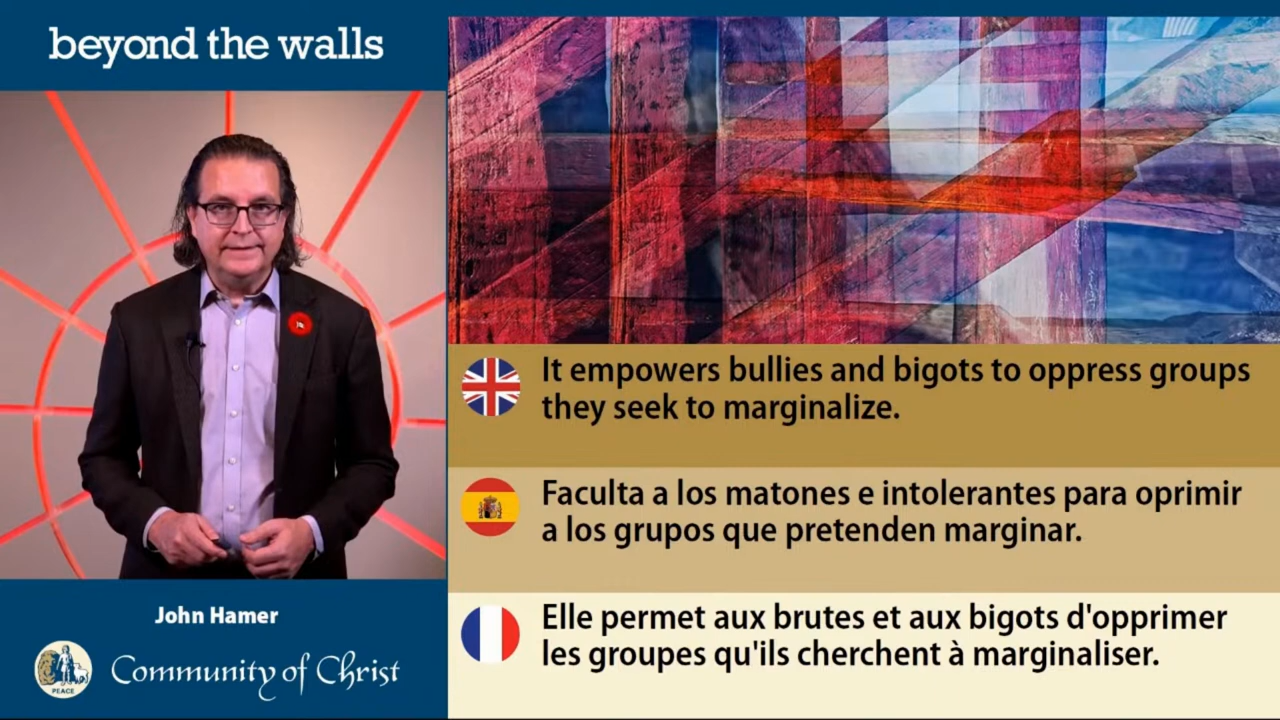 beyond the walls
It empowers bullies and bigots to oppress groups
they seek to marginalize.
Faculta a los matones e intolerantes para oprimir
a los grupos que pretenden marginar.
Elle permet aux brutes et aux bigots d'opprimer
les groupes qu'ils cherchent à marginaliser.
John Hamer
PEACE
Community of Christ